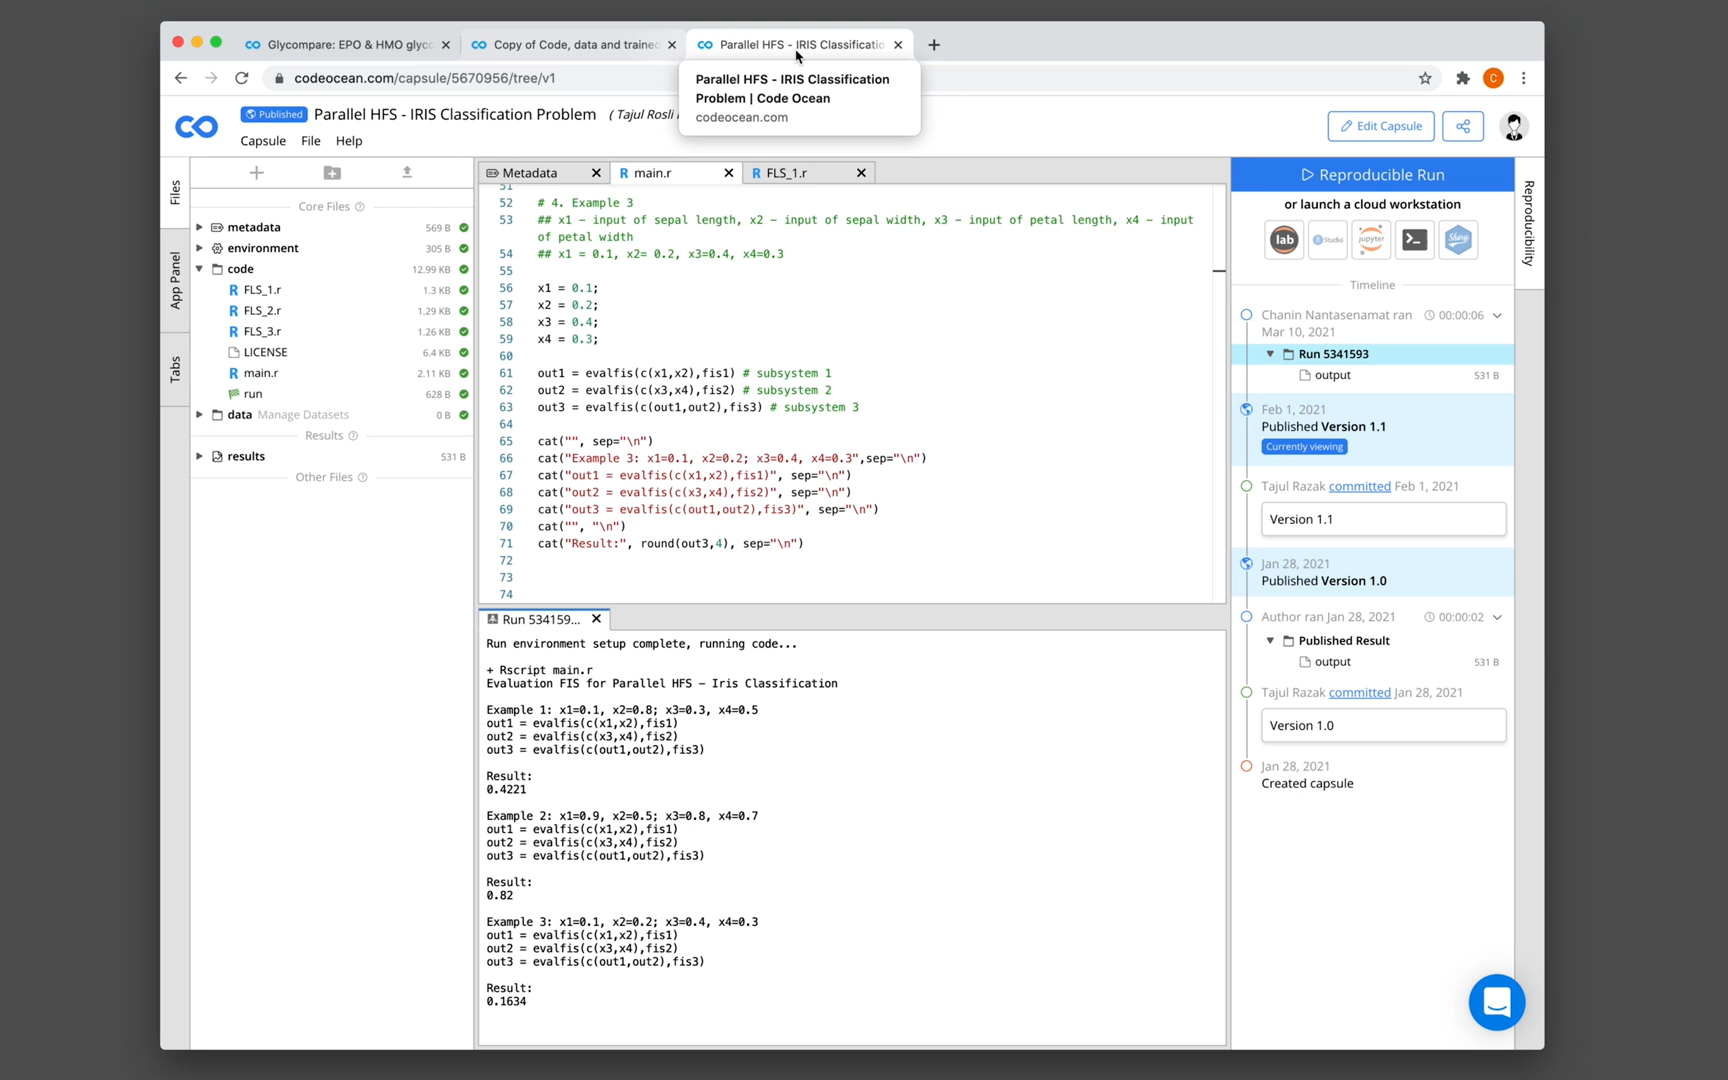 Glycompare: EPO & HMO glyc
Copy of Code, data and traine
Parallel HFS - IRIS Classificatio
codeocean.com/capsule/5670956/tree/v1
C
Parallel HFS - IRIS Classification
Problem | Code Ocean
codeocean.com
Published
Parallel HFS - IRIS Classification Problem
( Tajul Rosli
Capsule
File
Help
Edit Capsule
Files
App Panel
Tabs
Core Files
metadata 569 B
environment 305 B
code 12.99 KB
R FLS_1.r 1.3 KB
R FLS_2.r 1.29 KB
R FLS_3.r 1.26 KB
LICENSE 6.4 KB
R main.r 2.11 KB
run 628 B
data Manage Datasets 0 B
Results
results 531 B
Other Files
Metadata
R main.r
R FLS_1.r
51
52 # 4. Example 3
53 ## x1 - input of sepal length, x2 - input of sepal width, x3 - input of petal length, x4 - input
of petal width
54 ## x1 = 0.1, x2= 0.2, x3=0.4, x4=0.3
55
56 x1 = 0.1;
57 x2 = 0.2;
58 x3 = 0.4;
59 x4 = 0.3;
60
61 out1 = evalfis(c(x1,x2),fis1) # subsystem 1
62 out2 = evalfis(c(x3,x4),fis2) # subsystem 2
63 out3 = evalfis(c(out1,out2),fis3) # subsystem 3
64
65 cat("", sep="\n")
66 cat("Example 3: x1=0.1, x2=0.2; x3=0.4, x4=0.3",sep="\n")
67 cat("out1 = evalfis(c(x1,x2),fis1)", sep="\n")
68 cat("out2 = evalfis(c(x3,x4),fis2)", sep="\n")
69 cat("out3 = evalfis(c(out1,out2),fis3)", sep="\n")
70 cat("", "\n")
71 cat("Result:", round(out3,4), sep="\n")
72
73
74
Run 534159...
Run environment setup complete, running code...
+ Rscript main.r
Evaluation FIS for Parallel HFS - Iris Classification
Example 1: x1=0.1, x2=0.8; x3=0.3, x4=0.5
out1 = evalfis(c(x1,x2),fis1)
out2 = evalfis(c(x3,x4),fis2)
out3 = evalfis(c(out1,out2),fis3)
Result:
0.4221
Example 2: x1=0.9, x2=0.5; x3=0.8, x4=0.7
out1 = evalfis(c(x1,x2),fis1)
out2 = evalfis(c(x3,x4),fis2)
out3 = evalfis(c(out1,out2),fis3)
Result:
0.82
Example 3: x1=0.1, x2=0.2; x3=0.4, x4=0.3
out1 = evalfis(c(x1,x2),fis1)
out2 = evalfis(c(x3,x4),fis2)
out3 = evalfis(c(out1,out2),fis3)
Result:
0.1634
Reproducible Run
or launch a cloud workstation
lab
Studio
jupyter
Shiny
Timeline
Chanin Nantasenamat ran 00:00:06
Mar 10, 2021
Run 5341593
output 531 B
Feb 1, 2021
Published Version 1.1
Currently viewing
Tajul Razak committed Feb 1, 2021
Version 1.1
Jan 28, 2021
Published Version 1.0
Author ran Jan 28, 2021 00:00:02
Published Result
output 531 B
Tajul Razak committed Jan 28, 2021
Version 1.0
Jan 28, 2021
Created capsule
Reproducibility